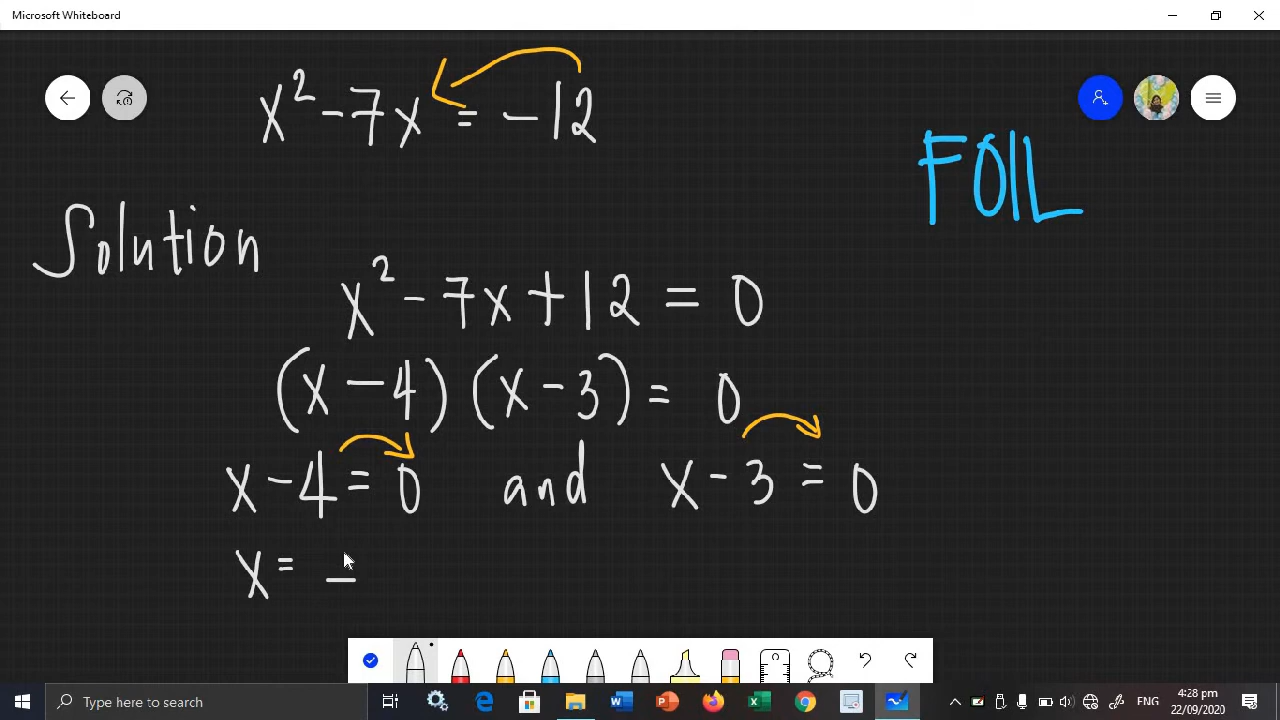 Microsoft Whiteboard
x² - 7x = -12
FOIL
Solution
x² - 7x + 12 = 0
(x - 4) (x - 3) = 0
x - 4 = 0 and x - 3 = 0
x = _
Type here to search
ENG
4:28 pm
22/09/2020